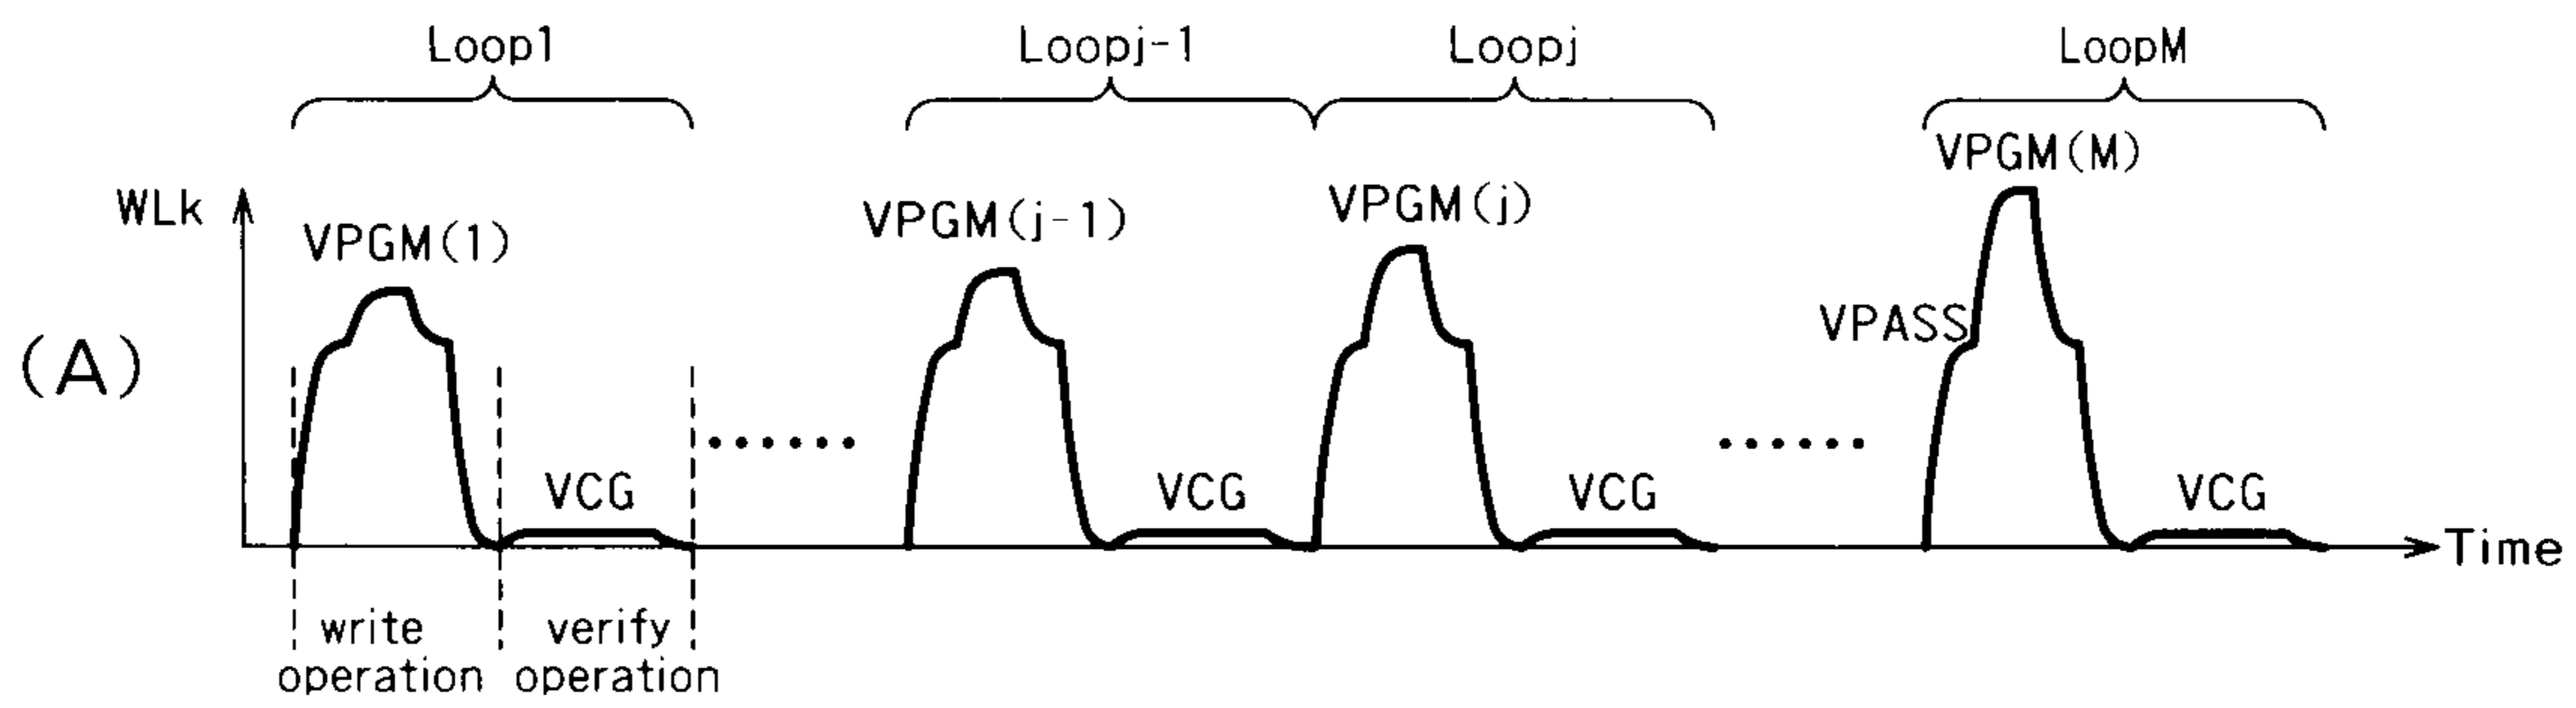 Loop1
Loopj-1
Loopj
LoopM
VPGM(M)
WLk
VPGM(1)
VPGM(j-1)
VPGM(j)
VPASS
(A)
VCG
VCG
VCG
VCG
Time
write
operation
verify
operation